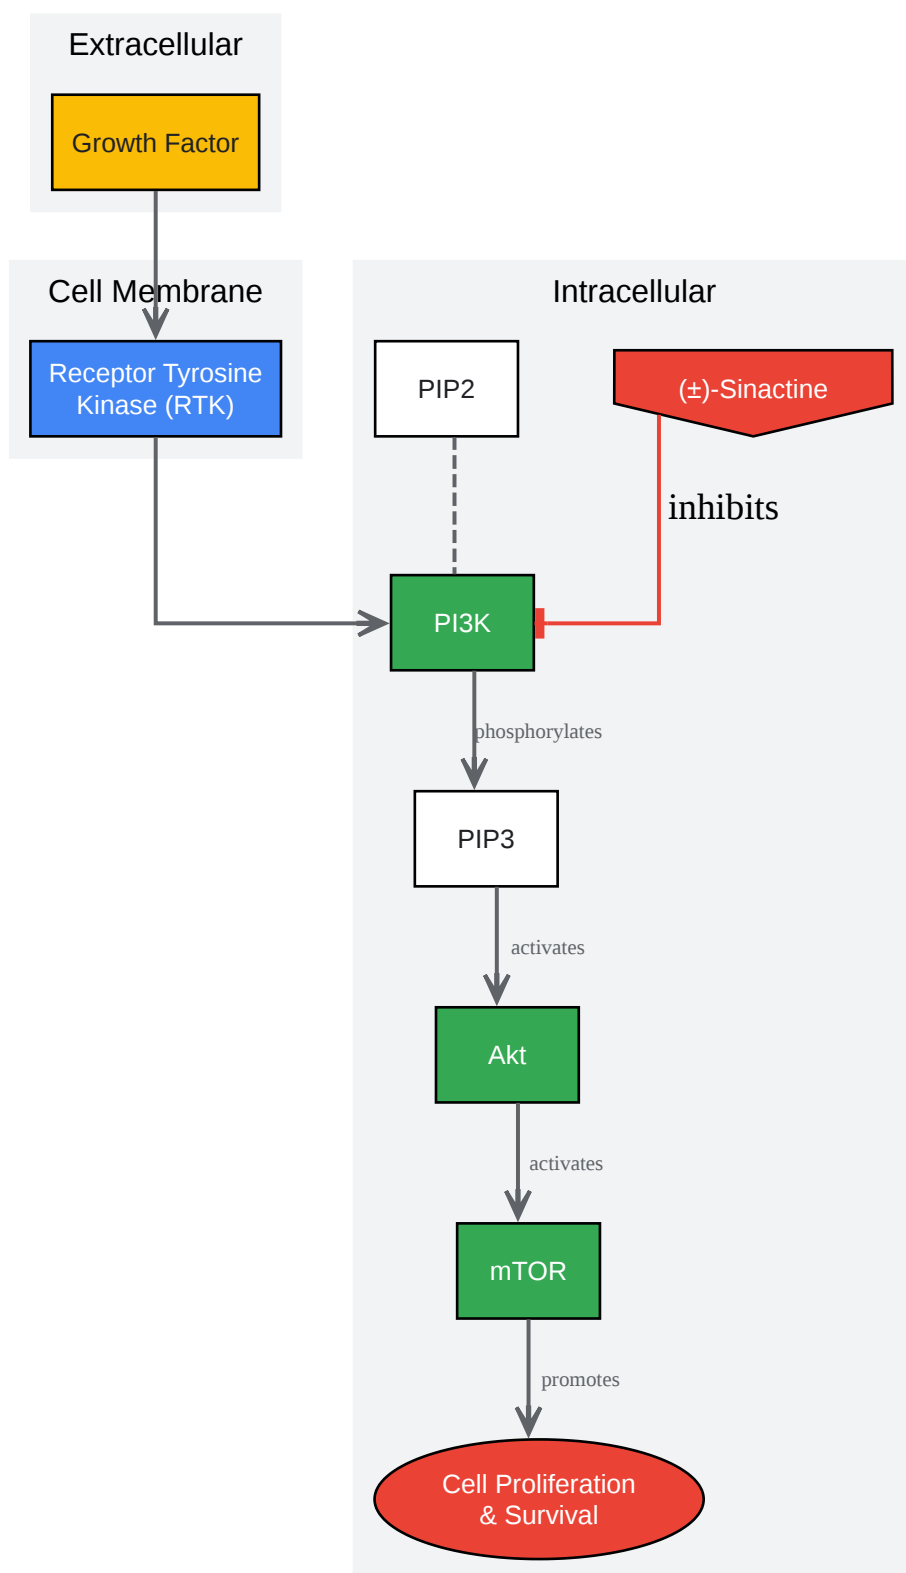 Extracellular
Growth Factor
Cell Membrane
Receptor Tyrosine
Kinase (RTK)
Intracellular
PIP2
(±)-Sinactine
inhibits
PI3K
phosphorylates
PIP3
activates
Akt
activates
mTOR
promotes
Cell Proliferation
& Survival